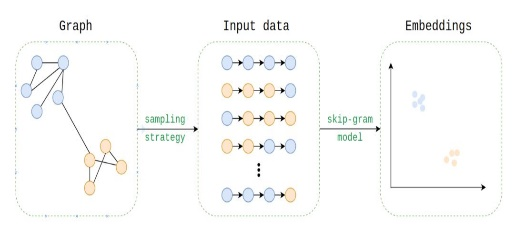 Graph
Input data
Embeddings
sampling
strategy
skip-gram
model